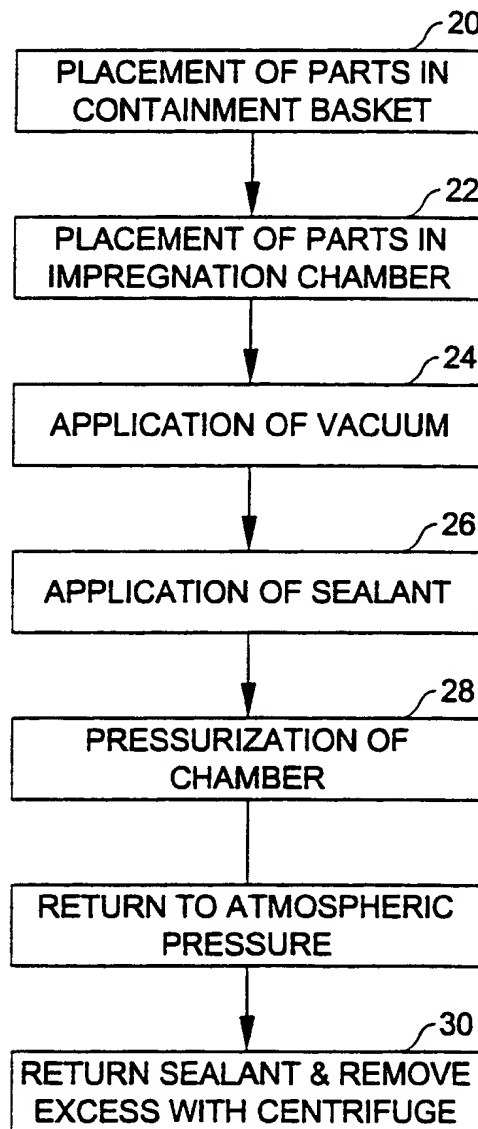 20
PLACEMENT OF PARTS IN
CONTAINMENT BASKET
22
PLACEMENT OF PARTS IN
IMPREGNATION CHAMBER
24
APPLICATION OF VACUUM
26
APPLICATION OF SEALANT
28
PRESSURIZATION OF
CHAMBER
RETURN TO ATMOSPHERIC
PRESSURE
30
RETURN SEALANT & REMOVE
EXCESS WITH CENTRIFUGE